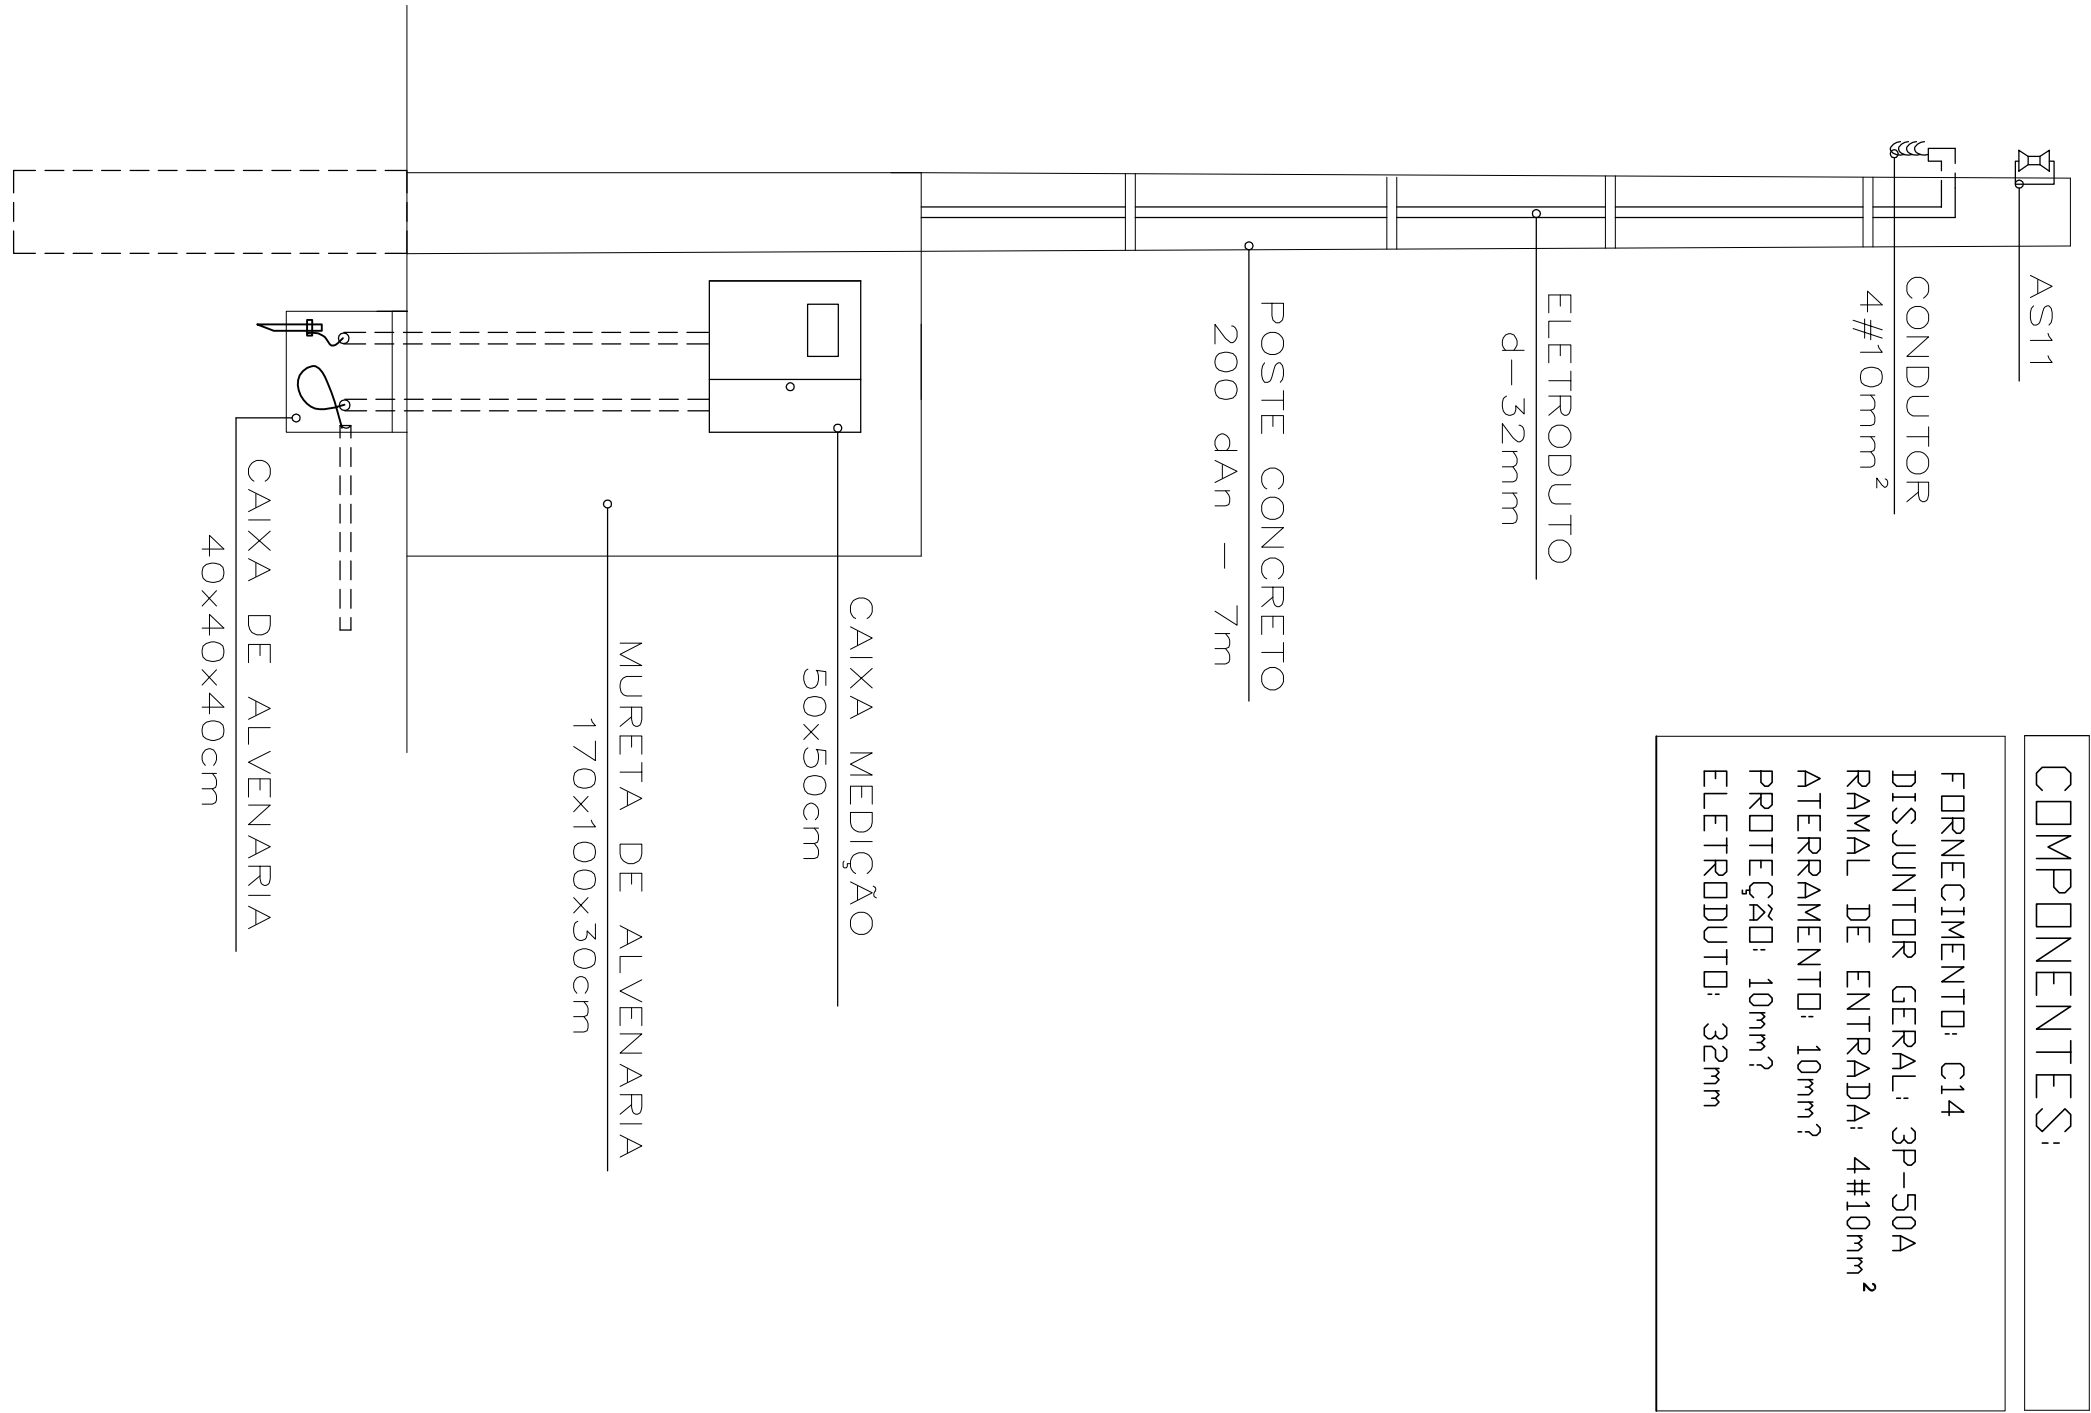 AS11
CONDUTOR
4#10mm²
ELETRODUTO
d-32mm
POSTE CONCRETO
200 dAn - 7m
CAIXA MEDIÇÃO
50x50cm
MURETA DE ALVENARIA
170x100x30cm
CAIXA DE ALVENARIA
40x40x40cm
COMPONENTES:
FORNECIMENTO: C14
DISJUNTOR GERAL: 3P-50A
RAMAL DE ENTRADA: 4#10mm²
ATERRAMENTO: 10mm?
PROTEÇÃO: 10mm?
ELETRODUTO: 32mm